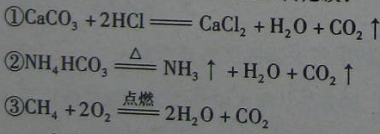 ①CaCO₃ + 2HCl ══ CaCl₂ + H₂O + CO₂ ↑
②NH₄HCO₃ ══△══ NH₃ ↑ + H₂O + CO₂ ↑
③CH₄ + 2O₂ ══点燃══ 2H₂O + CO₂